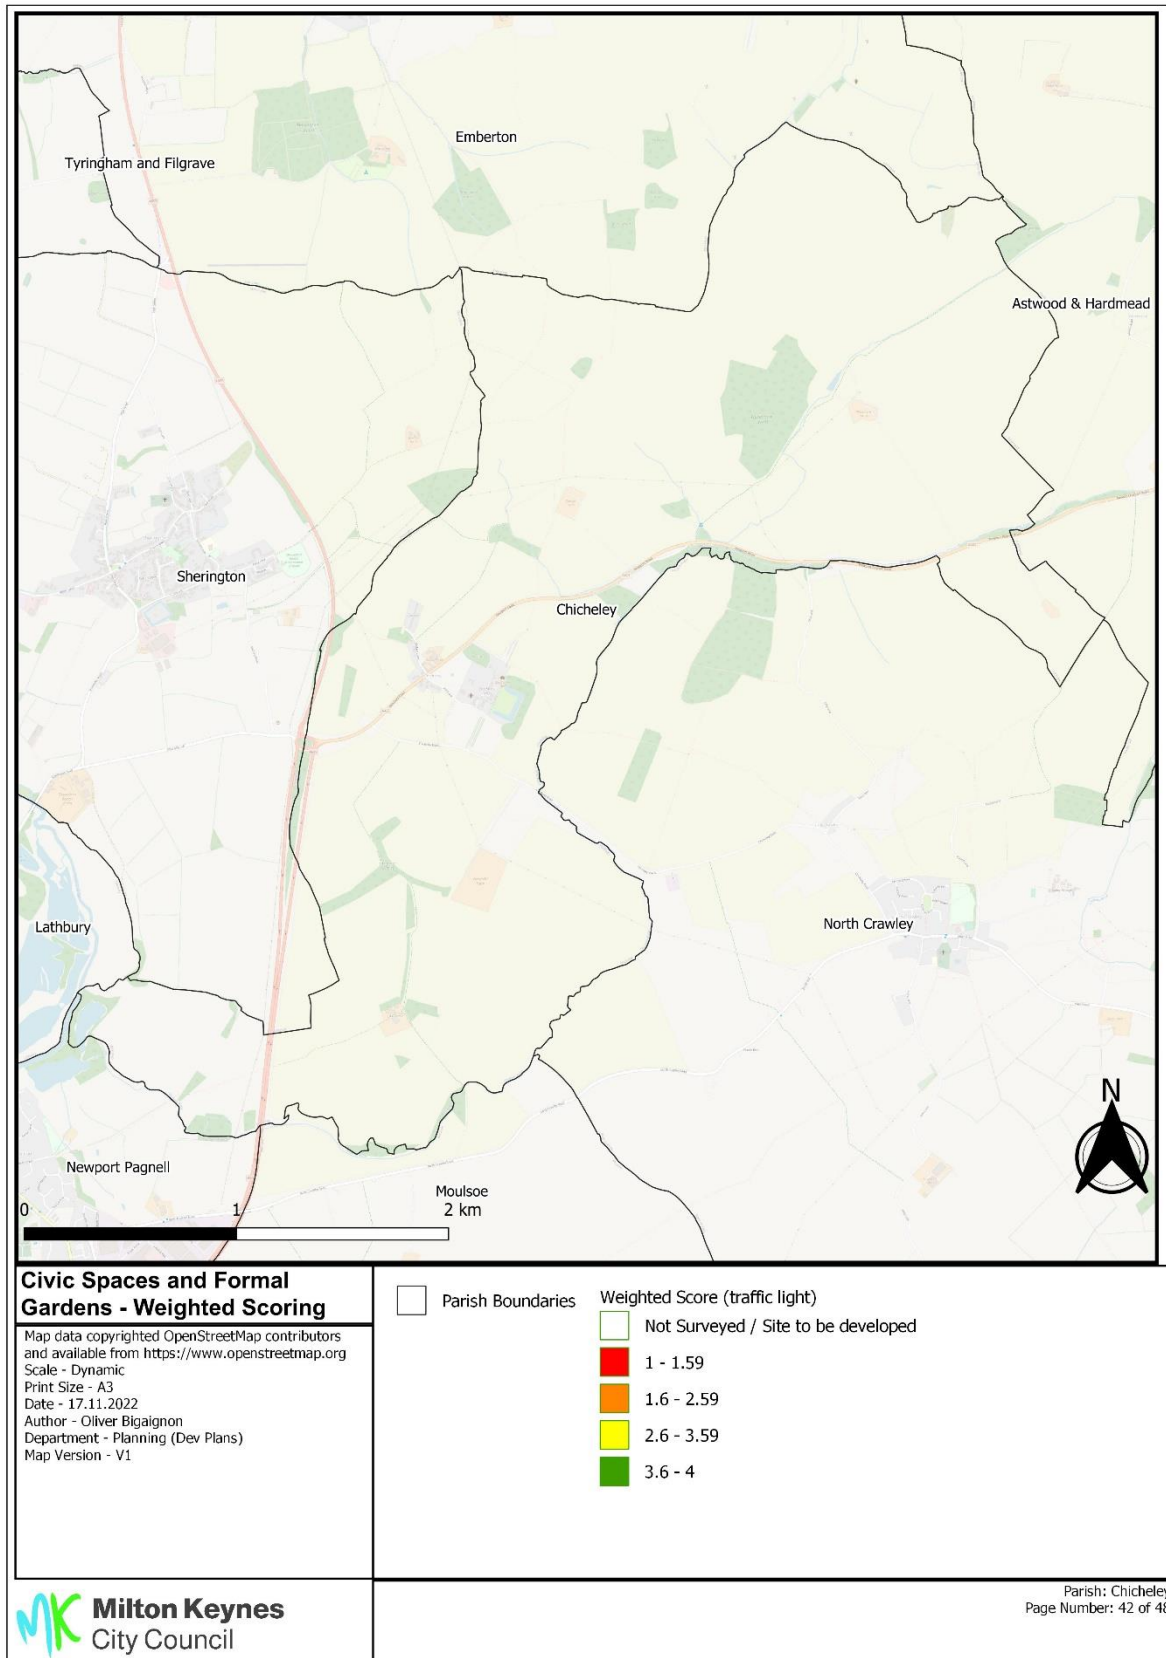 Emberton
Tyringham and Filgrave
Astwood & Hardmead
Sherington
Chicheley
Lathbury
North Crawley
N
Newport Pagnell
Moulsoe
0 1 2 km
Civic Spaces and Formal
Gardens - Weighted Scoring
Map data copyrighted OpenStreetMap contributors
and available from https://www.openstreetmap.org
Scale - Dynamic
Print Size - A3
Date - 17.11.2022
Author - Oliver Bigaignon
Department - Planning (Dev Plans)
Map Version - V1
Parish Boundaries
Weighted Score (traffic light)
Not Surveyed / Site to be developed
1 - 1.59
1.6 - 2.59
2.6 - 3.59
3.6 - 4
MK Milton Keynes
City Council
Parish: Chicheley
Page Number: 42 of 48